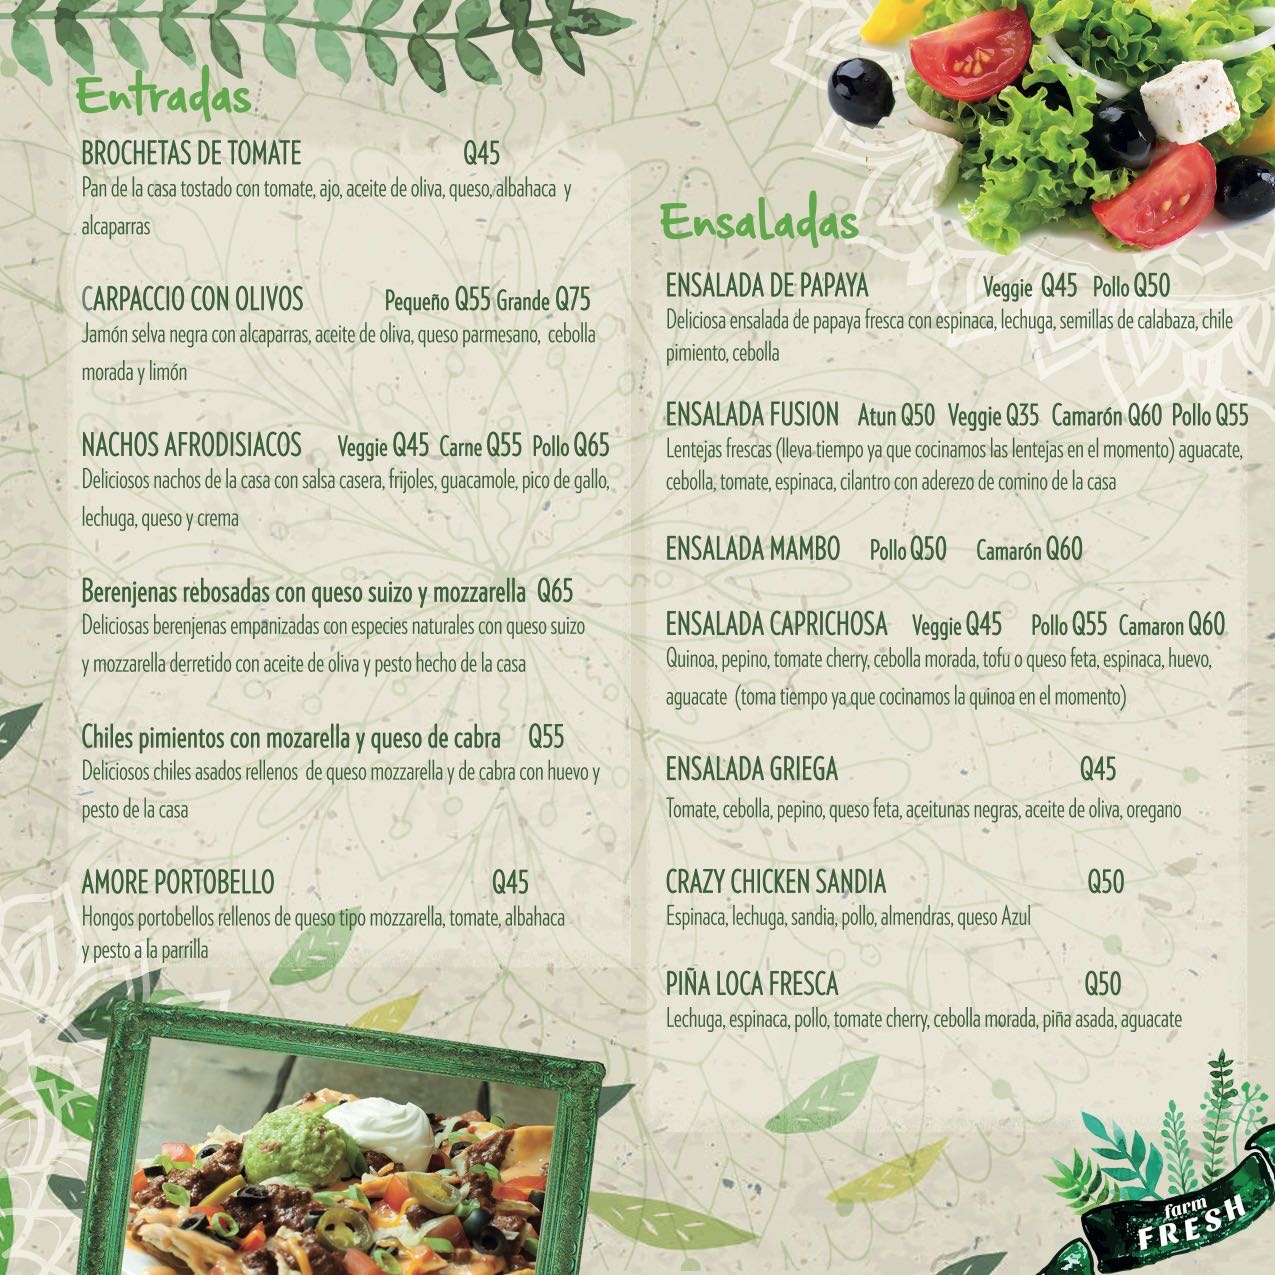 Entradas
BROCHETAS DE TOMATE Q45
Pan de la casa tostado con tomate, ajo, aceite de oliva, queso, albahaca y
alcaparras
CARPACCIO CON OLIVOS Pequeño Q55 Grande Q75
Jamón selva negra con alcaparras, aceite de oliva, queso parmesano, cebolla
morada y limón
NACHOS AFRODISIACOS Veggie Q45 Carne Q55 Pollo Q65
Deliciosos nachos de la casa con salsa casera, frijoles, guacamole, pico de gallo,
lechuga, queso y crema
Berenjenas rebosadas con queso suizo y mozzarella Q65
Deliciosas berenjenas empanizadas con especies naturales con queso suizo
y mozzarella derretido con aceite de oliva y pesto hecho de la casa
Chiles pimientos con mozarella y queso de cabra Q55
Deliciosos chiles asados rellenos de queso mozzarella y de cabra con huevo y
pesto de la casa
AMORE PORTOBELLO Q45
Hongos portobellos rellenos de queso tipo mozzarella, tomate, albahaca
y pesto a la parrilla
Ensaladas
ENSALADA DE PAPAYA Veggie Q45 Pollo Q50
Deliciosa ensalada de papaya fresca con espinaca, lechuga, semillas de calabaza, chile
pimiento, cebolla
ENSALADA FUSION Atun Q50 Veggie Q35 Camarón Q60 Pollo Q55
Lentejas frescas (lleva tiempo ya que cocinamos las lentejas en el momento) aguacate,
cebolla, tomate, espinaca, cilantro con aderezo de comino de la casa
ENSALADA MAMBO Pollo Q50 Camarón Q60
ENSALADA CAPRICHOSA Veggie Q45 Pollo Q55 Camaron Q60
Quinoa, pepino, tomate cherry, cebolla morada, tofu o queso feta, espinaca, huevo,
aguacate (toma tiempo ya que cocinamos la quinoa en el momento)
ENSALADA GRIEGA Q45
Tomate, cebolla, pepino, queso feta, aceitunas negras, aceite de oliva, oregano
CRAZY CHICKEN SANDIA Q50
Espinaca, lechuga, sandia, pollo, almendras, queso Azul
PIÑA LOCA FRESCA Q50
Lechuga, espinaca, pollo, tomate cherry, cebolla morada, piña asada, aguacate
farm
FRESH